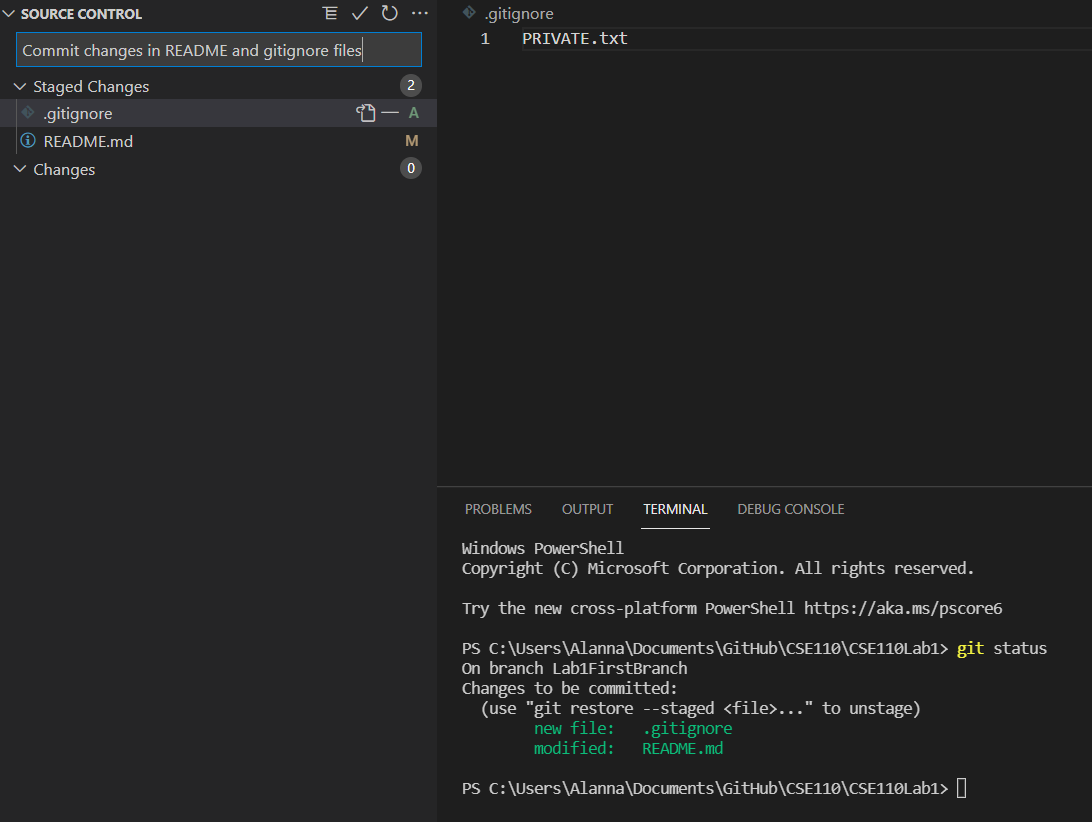 SOURCE CONTROL
Commit changes in README and gitignore files
Staged Changes 2
.gitignore A
README.md M
Changes 0
.gitignore
1 PRIVATE.txt
PROBLEMS OUTPUT TERMINAL DEBUG CONSOLE
Windows PowerShell
Copyright (C) Microsoft Corporation. All rights reserved.
Try the new cross-platform PowerShell https://aka.ms/pscore6
PS C:\Users\Alanna\Documents\GitHub\CSE110\CSE110Lab1> git status
On branch Lab1FirstBranch
Changes to be committed:
(use "git restore --staged <file>..." to unstage)
new file: .gitignore
modified: README.md
PS C:\Users\Alanna\Documents\GitHub\CSE110\CSE110Lab1>